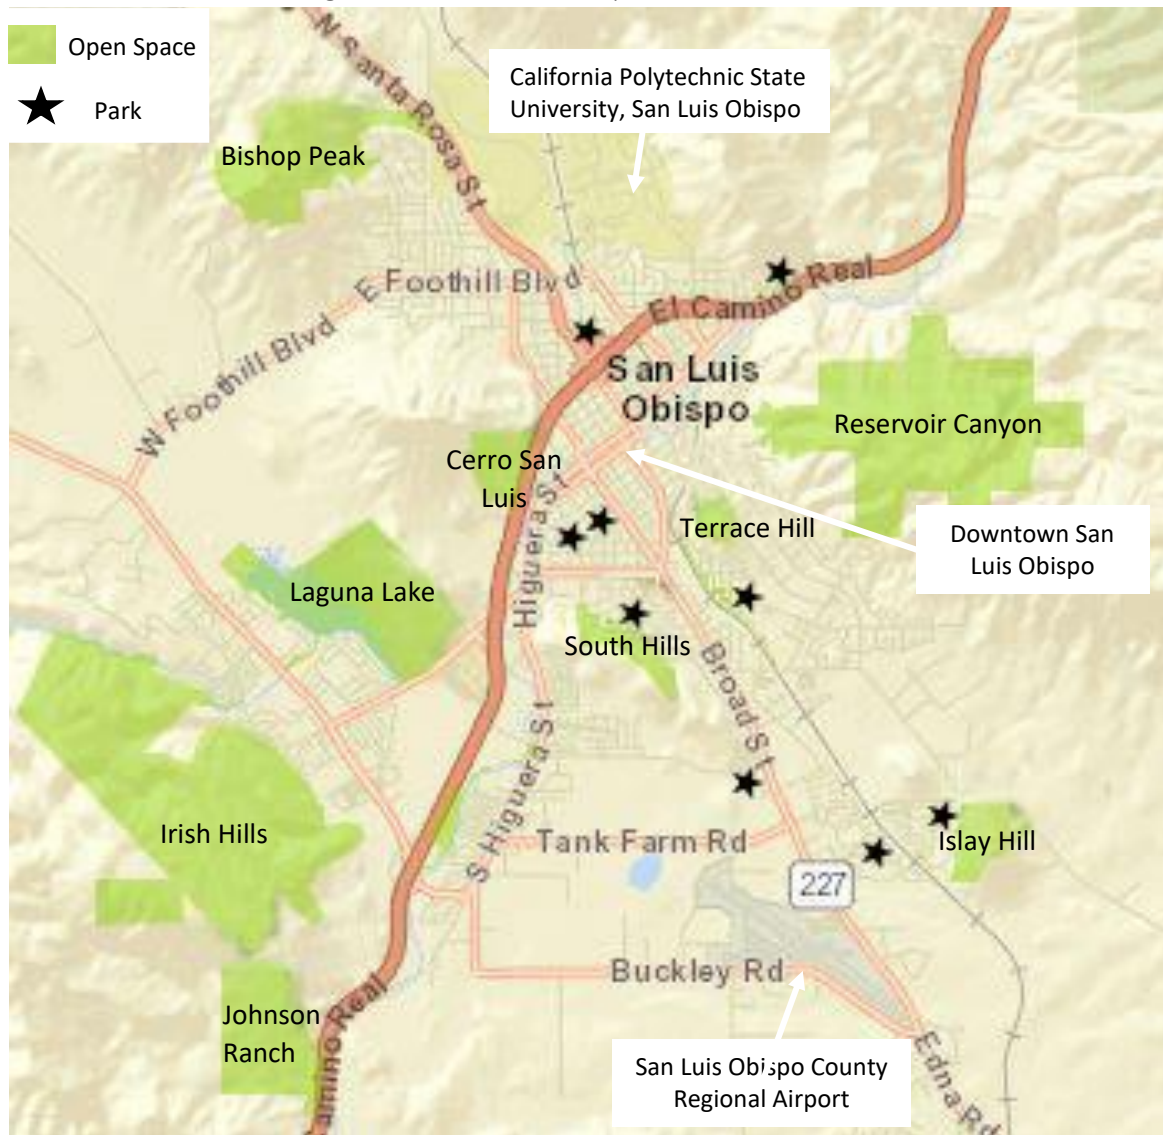 Open Space
Park
N Santa Rosa St
California Polytechnic State
University, San Luis Obispo
Bishop Peak
E Foothill Blvd
El Camino Real
W Foothill Blvd
San Luis
Obispo
Reservoir Canyon
Cerro San
Luis
Higuera St
Terrace Hill
Downtown San
Luis Obispo
Laguna Lake
South Hills
Broad St
S Higuera St
Irish Hills
Tank Farm Rd
Islay Hill
227
Buckley Rd
Johnson
Ranch
amino Real
San Luis Obispo County
Regional Airport
Edna Rd